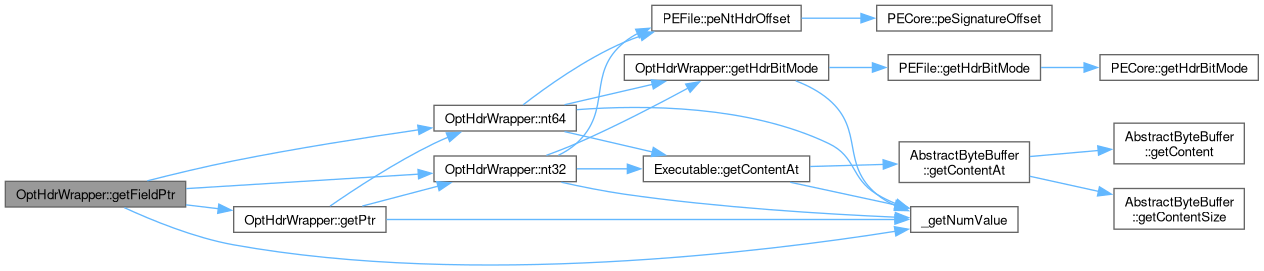 PEFile::peNtHdrOffset
PECore::peSignatureOffset
OptHdrWrapper::getHdrBitMode
PEFile::getHdrBitMode
PECore::getHdrBitMode
OptHdrWrapper::nt64
AbstractByteBuffer
::getContent
OptHdrWrapper::nt32
Executable::getContentAt
AbstractByteBuffer
::getContentAt
OptHdrWrapper::getFieldPtr
AbstractByteBuffer
::getContentSize
OptHdrWrapper::getPtr
_getNumValue